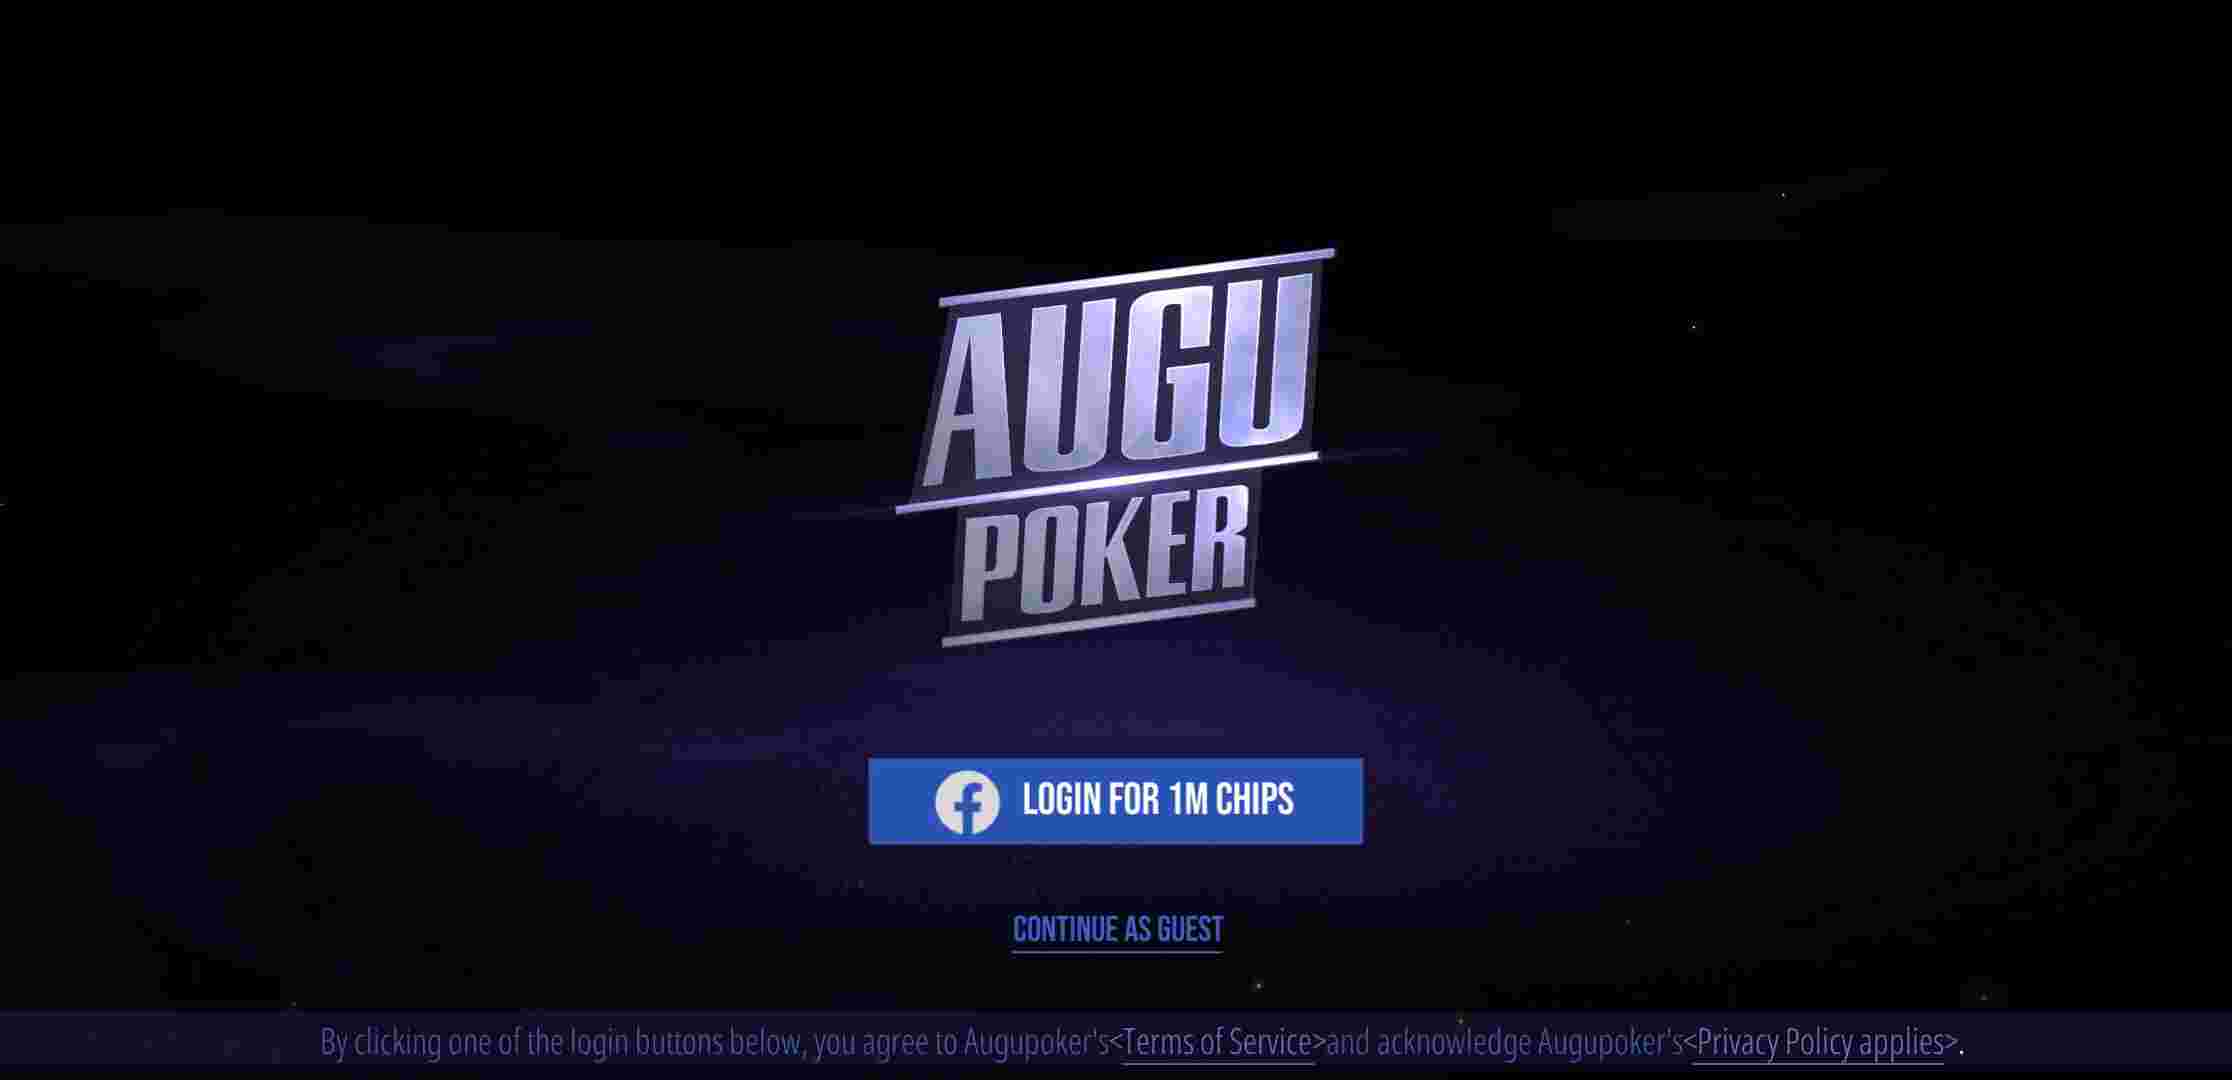 AUGU
POKER
LOGIN FOR 1M CHIPS
CONTINUE AS GUEST
By clicking one of the login buttons below, you agree to Augupoker's<Terms of Service>and acknowledge Augupoker's<Privacy Policy applies>.